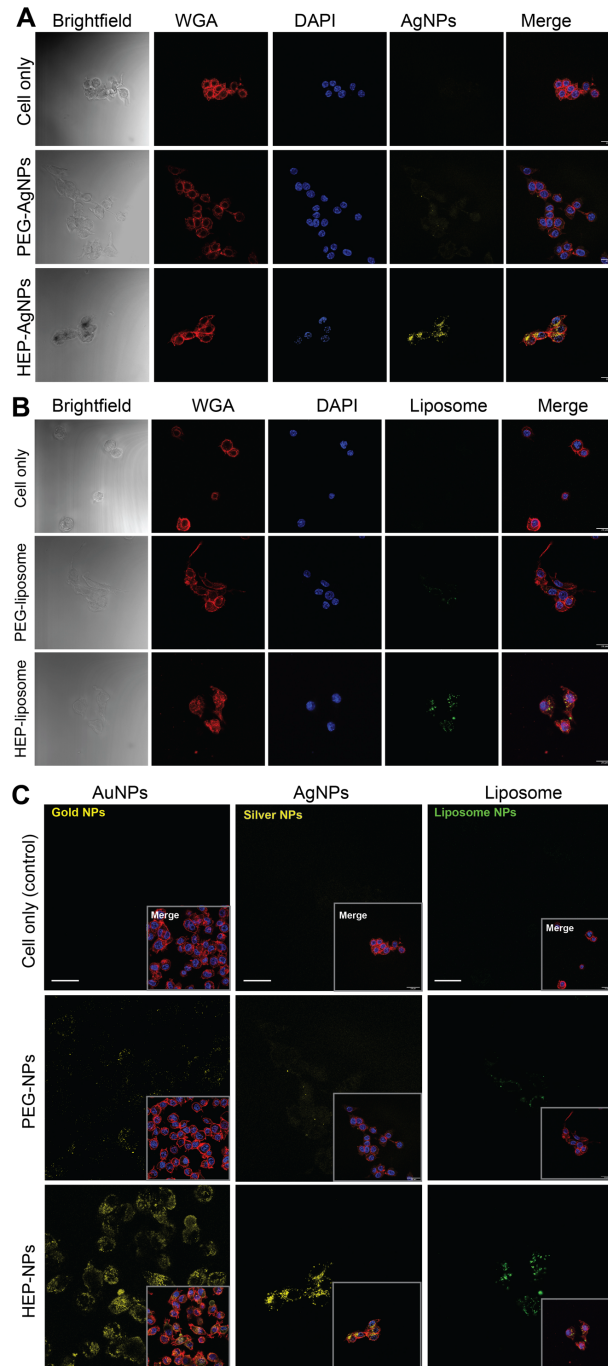 A
Brightfield WGA DAPI AgNPs Merge
Cell only
PEG-AgNPs
HEP-AgNPs
B
Brightfield WGA DAPI Liposome Merge
Cell only
PEG-liposome
HEP-liposome
C
AuNPs AgNPs Liposome
Cell only (control)
Gold NPs Silver NPs Liposome NPs
Merge Merge Merge
PEG-NPs
HEP-NPs